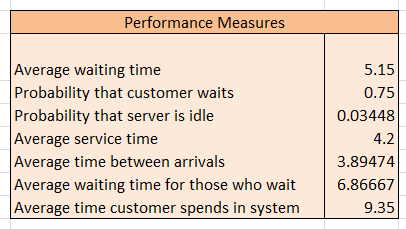 Performance Measures
Average waiting time 5.15
Probability that customer waits 0.75
Probability that server is idle 0.03448
Average service time 4.2
Average time between arrivals 3.89474
Average waiting time for those who wait 6.86667
Average time customer spends in system 9.35